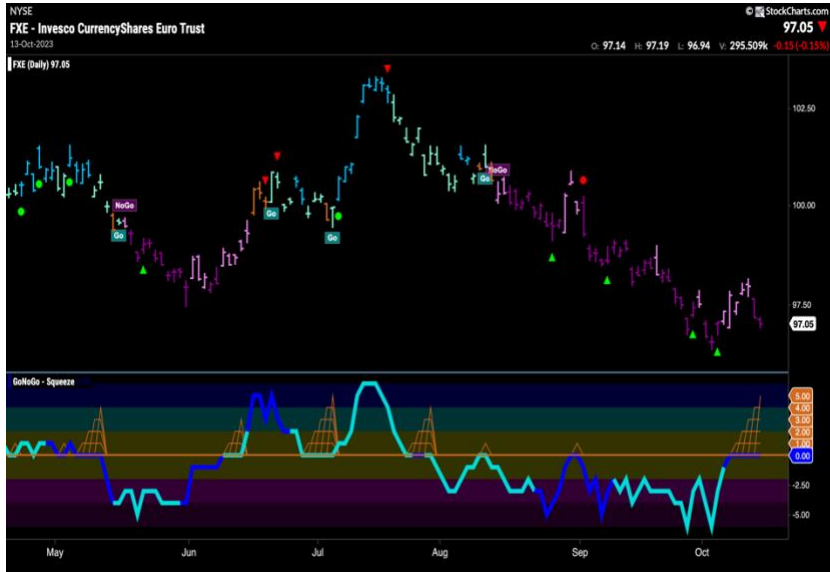 NYSE
© StockCharts.com
FXE - Invesco CurrencyShares Euro Trust
97.05
13-Oct-2023
O: 97.14 H: 97.19 L: 96.94 V: 295.509k -0.15 (-0.15%)
FXE (Daily) 97.05
102.50
NoGo
Go
Go
Go
NoGo
Go
100.00
97.50
97.05
GoNoGo - Squeeze
5.00
4.00
3.00
2.00
1.00
0.00
-2.50
-5.00
May Jun Jul Aug Sep Oct